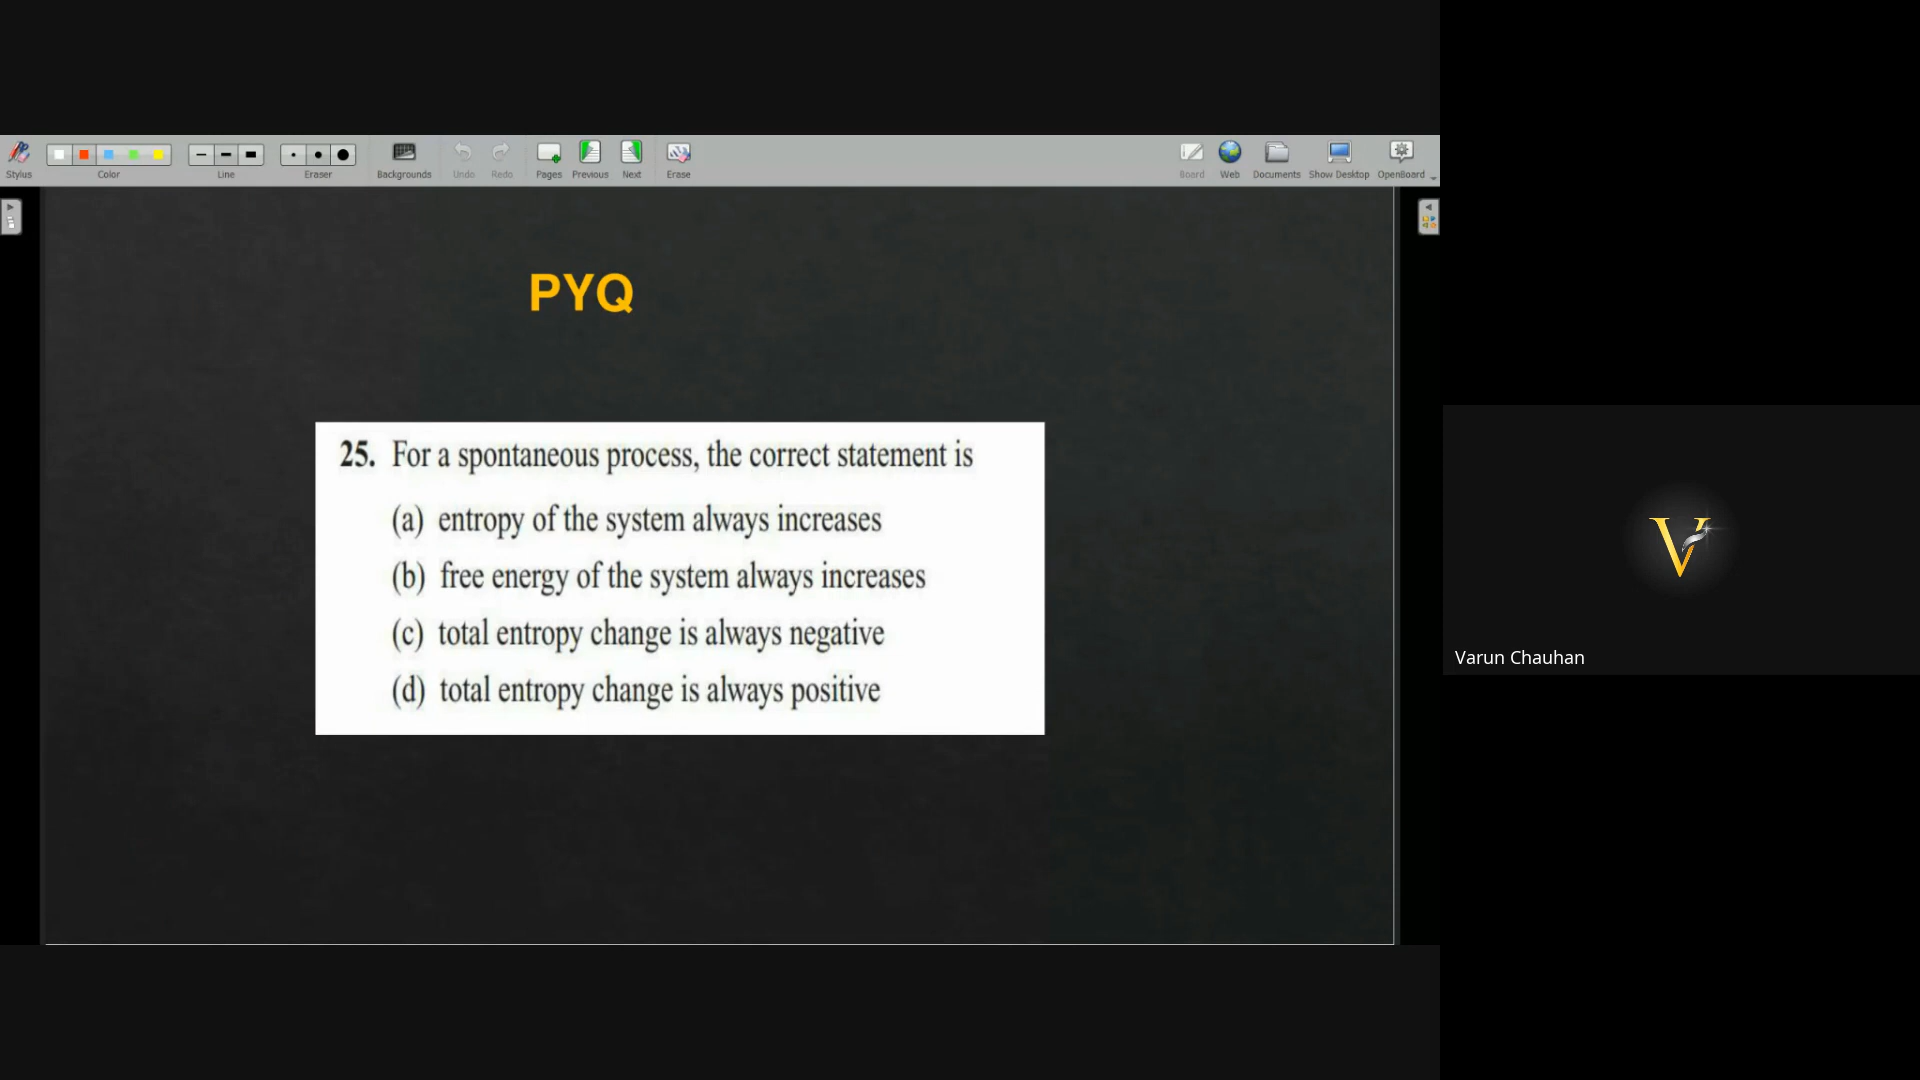 Stylus Color Line Eraser Backgrounds Undo Redo Pages Previous Next Erase Board Web Documents Show Desktop OpenBoard
PYQ
25. For a spontaneous process, the correct statement is
(a) entropy of the system always increases
(b) free energy of the system always increases
(c) total entropy change is always negative
(d) total entropy change is always positive
V
Varun Chauhan